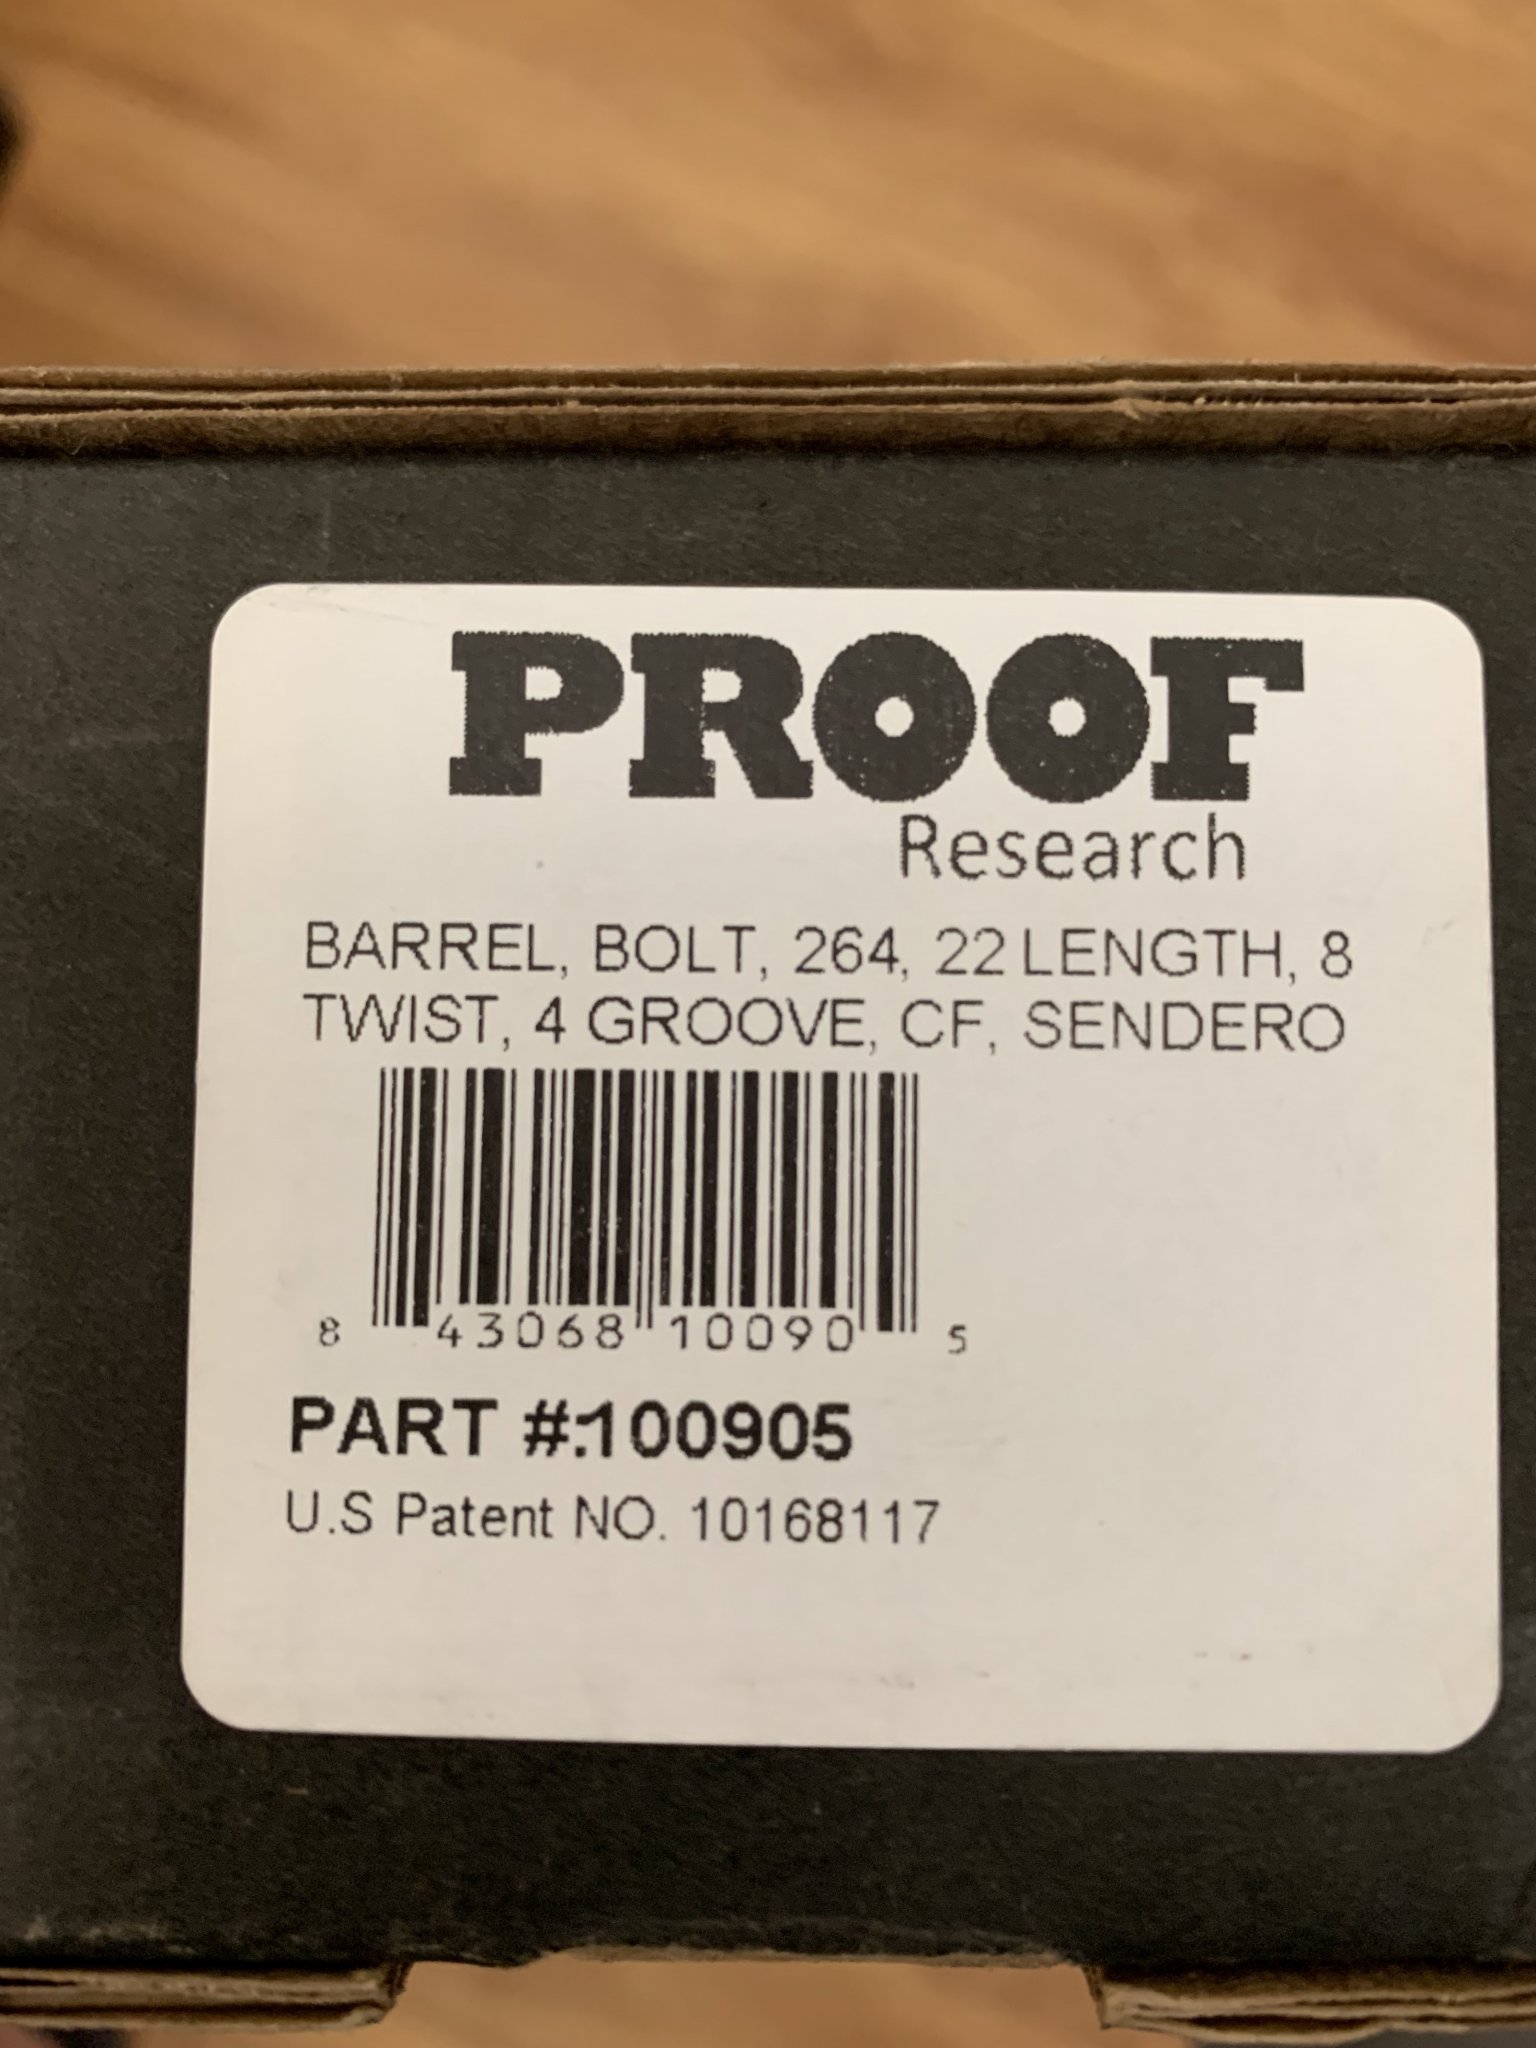 PROOF
Research
BARREL, BOLT, 264, 22 LENGTH, 8
TWIST, 4 GROOVE, CF, SENDERO
8 43068 10090 5
PART #:100905
U.S Patent NO. 10168117